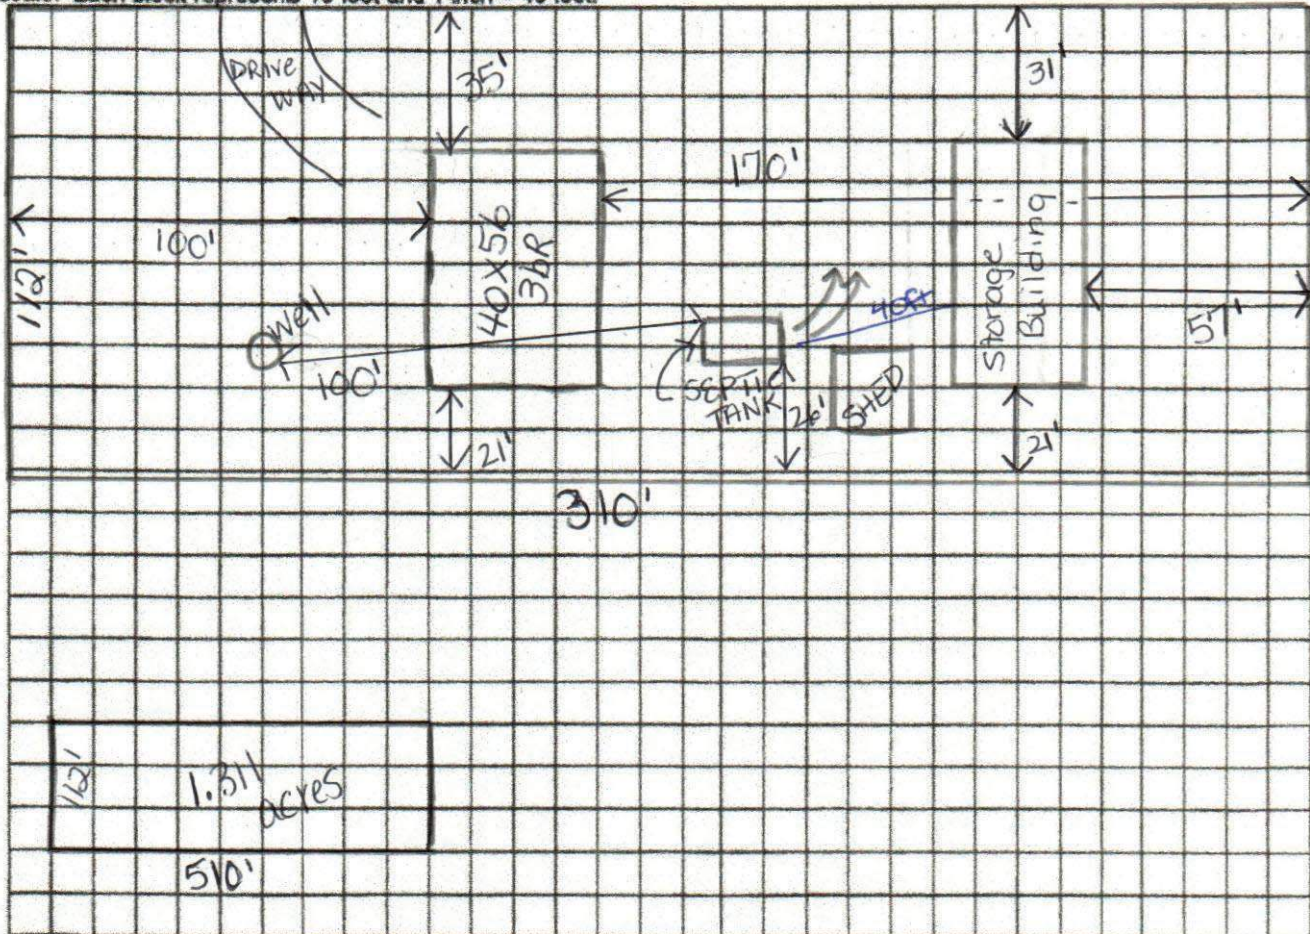 Scale: Each block represents 10 feet and 1 inch = 40 feet.
DRIVE
WAY
35'
31'
170'
112'
100'
40X56
3bR
Storage
Building
well
100'
40ft
57'
SEPTIC
TANK
26'
SHED
21'
21'
310'
112'
1.311
acres
510'